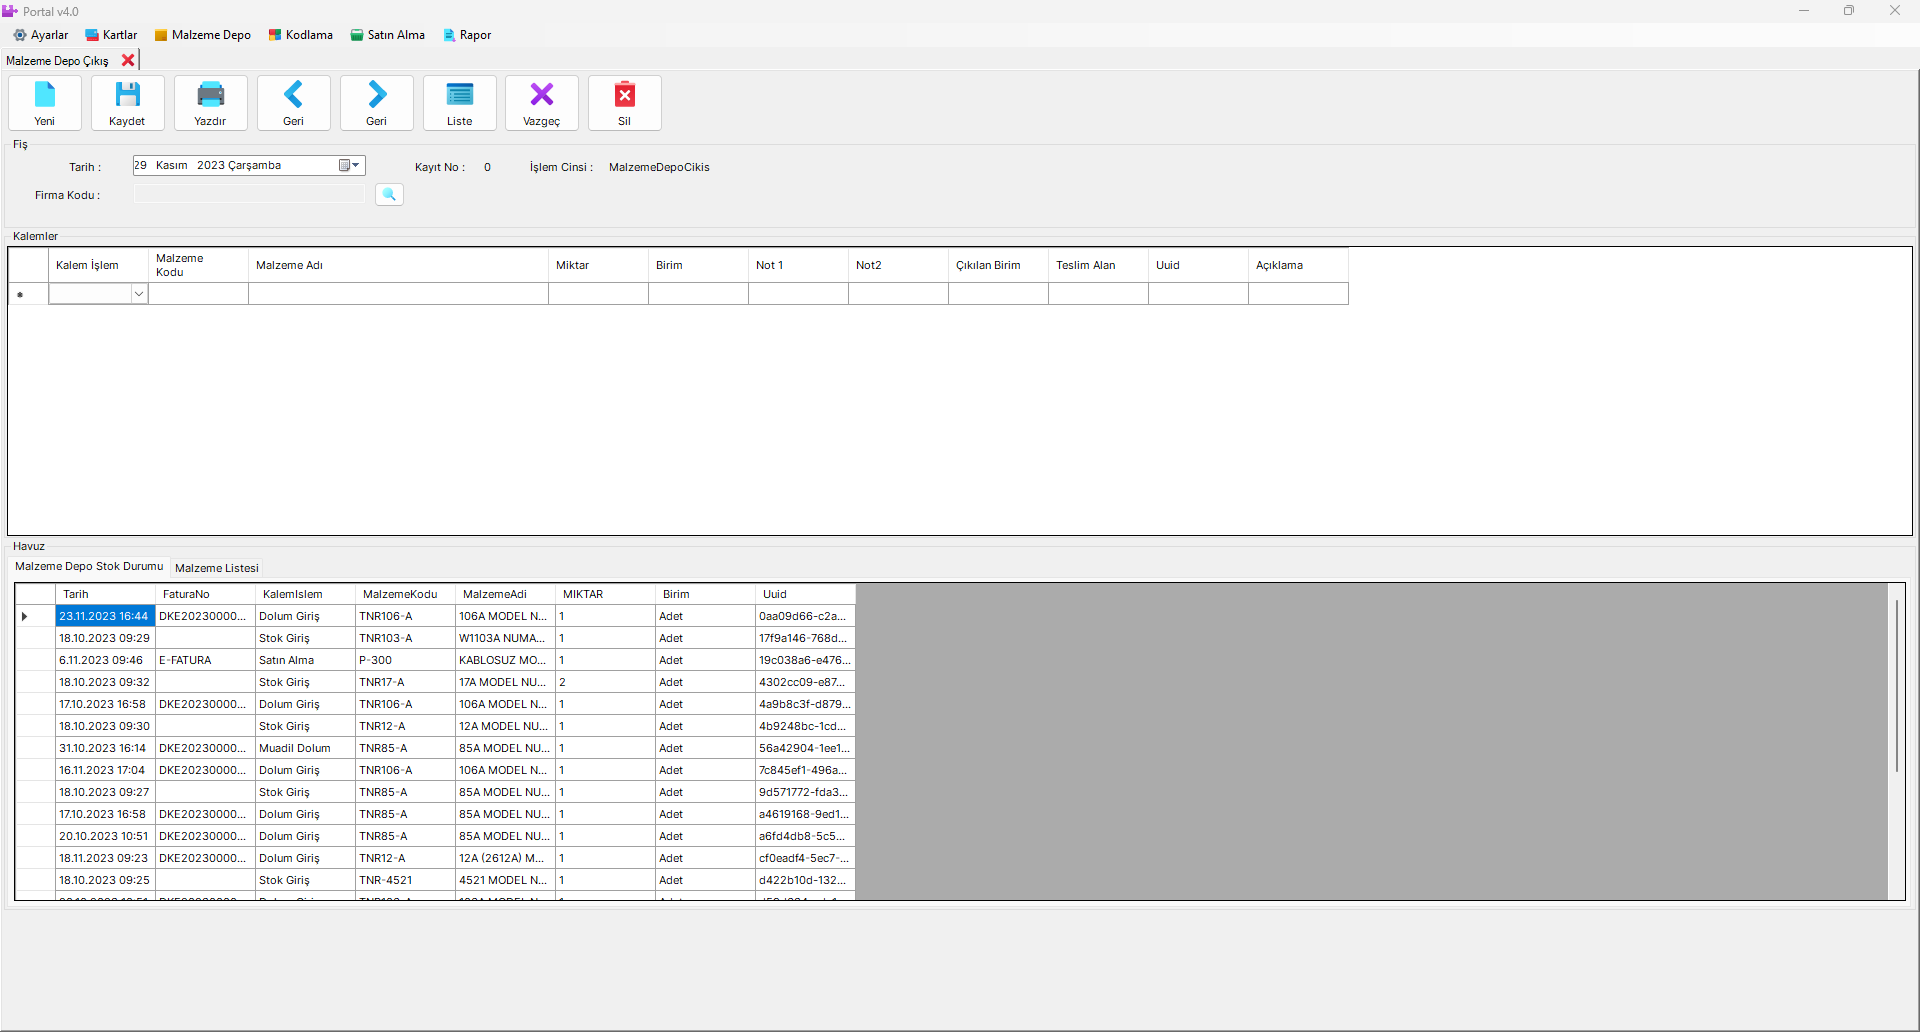 Portal v4.0
Ayarlar Kartlar Malzeme Depo Kodlama Satın Alma Rapor
Malzeme Depo Çıkış
Yeni Kaydet Yazdır Geri Geri Liste Vazgeç Sil
Fiş
Tarih : 29 Kasım 2023 Çarşamba Kayıt No : 0 İşlem Cinsi : MalzemeDepoCikis
Firma Kodu :
Kalemler
Kalem İşlem Malzeme Kodu Malzeme Adı Miktar Birim Not 1 Not2 Çıkılan Birim Teslim Alan Uuid Açıklama
Havuz
Malzeme Depo Stok Durumu Malzeme Listesi
Tarih FaturaNo KalemIslem MalzemeKodu MalzemeAdi MIKTAR Birim Uuid
23.11.2023 16:44 DKE20230000... Dolum Giriş TNR106-A 106A MODEL N... 1 Adet 0aa09d66-c2a...
18.10.2023 09:29 Stok Giriş TNR103-A W1103A NUMA... 1 Adet 17f9a146-768d...
6.11.2023 09:46 E-FATURA Satın Alma P-300 KABLOSUZ MO... 1 Adet 19c038a6-e476...
18.10.2023 09:32 Stok Giriş TNR17-A 17A MODEL NU... 2 Adet 4302cc09-e87...
17.10.2023 16:58 DKE20230000... Dolum Giriş TNR106-A 106A MODEL N... 1 Adet 4a9b8c3f-d879...
18.10.2023 09:30 Stok Giriş TNR12-A 12A MODEL NU... 1 Adet 4b9248bc-1cd...
31.10.2023 16:14 DKE20230000... Muadil Dolum TNR85-A 85A MODEL NU... 1 Adet 56a42904-1ee1...
16.11.2023 17:04 DKE20230000... Dolum Giriş TNR106-A 106A MODEL N... 1 Adet 7c845ef1-496a...
18.10.2023 09:27 Stok Giriş TNR85-A 85A MODEL NU... 1 Adet 9d571772-fda3...
17.10.2023 16:58 DKE20230000... Dolum Giriş TNR85-A 85A MODEL NU... 1 Adet a4619168-9ed1...
20.10.2023 10:51 DKE20230000... Dolum Giriş TNR85-A 85A MODEL NU... 1 Adet a6fd4db8-5c5...
18.11.2023 09:23 DKE20230000... Dolum Giriş TNR12-A 12A (2612A) M... 1 Adet cf0eadf4-5ec7-...
18.10.2023 09:25 Stok Giriş TNR-4521 4521 MODEL N... 1 Adet d422b10d-132...